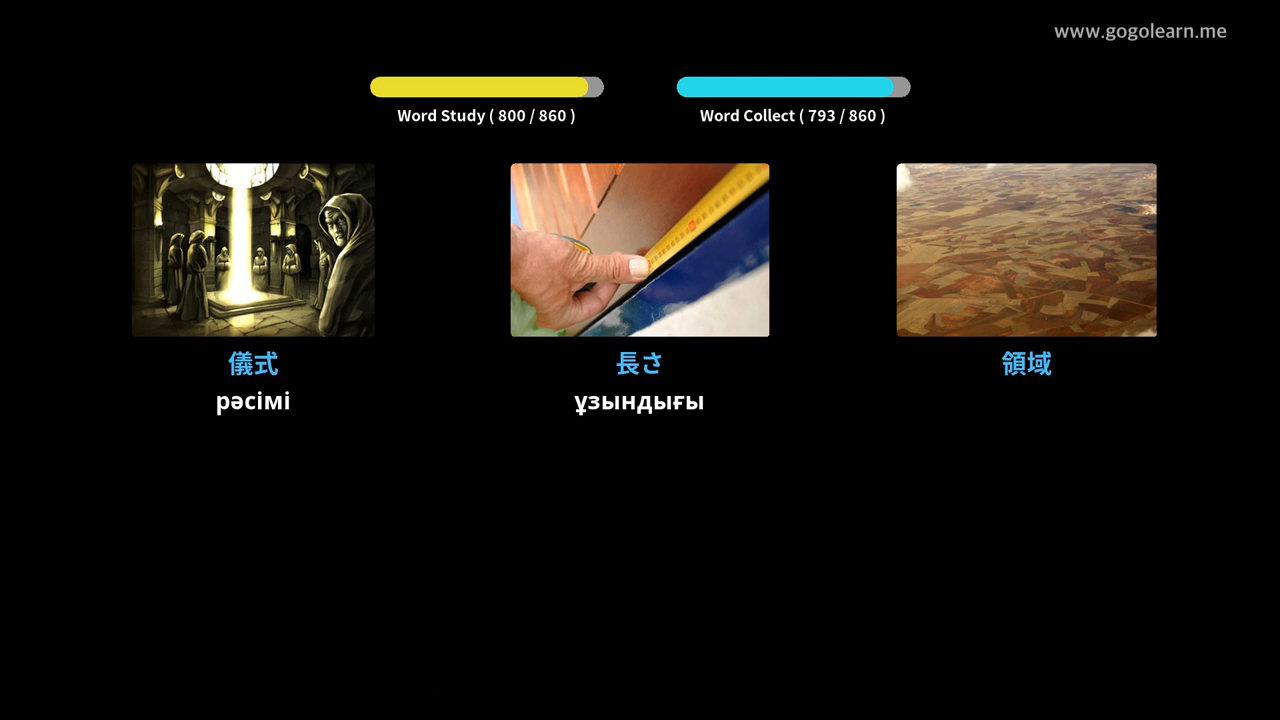 www.gogolearn.me
Word Study ( 800 / 860 )
Word Collect ( 793 / 860 )
儀式
長さ
領域
рәсімі
ұзындығы